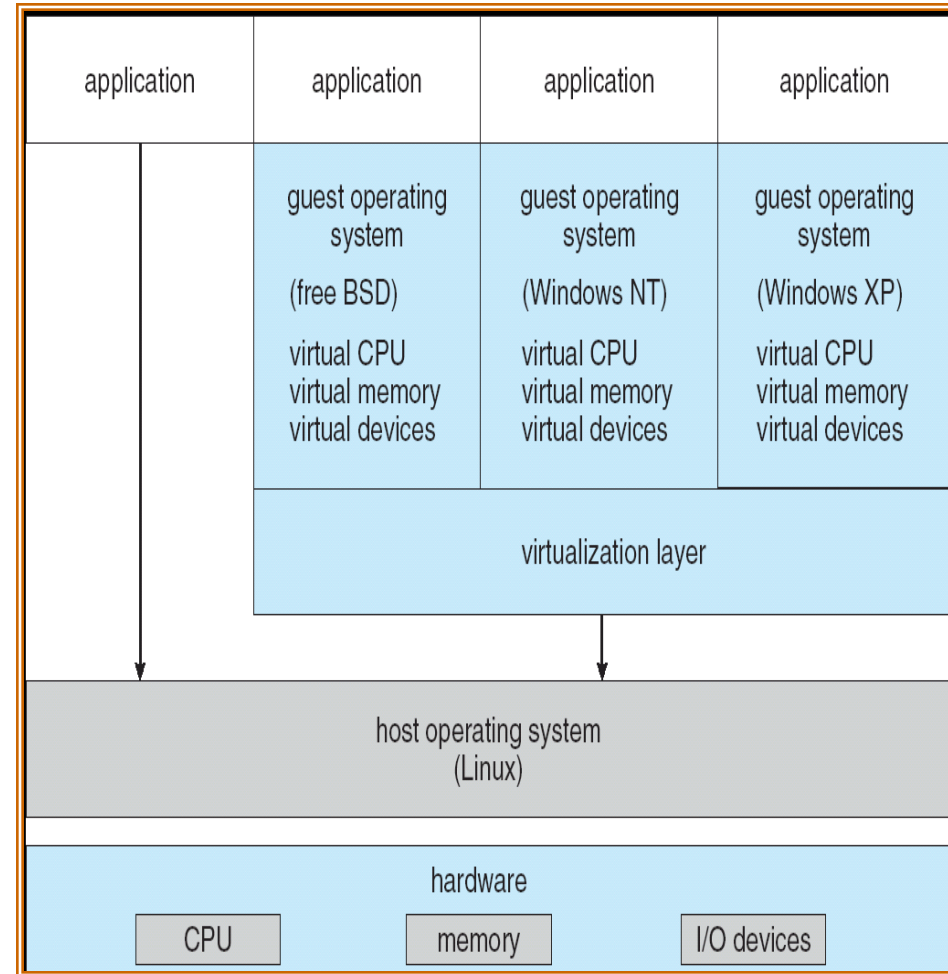 application
application
application
application
guest operating
system
(free BSD)
virtual CPU
virtual memory
virtual devices
guest operating
system
(Windows NT)
virtual CPU
virtual memory
virtual devices
guest operating
system
(Windows XP)
virtual CPU
virtual memory
virtual devices
virtualization layer
host operating system
(Linux)
hardware
CPU
memory
I/O devices